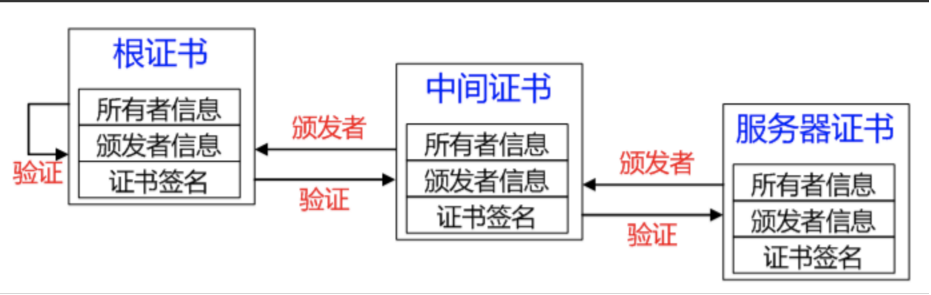 根证书
所有者信息
颁发者信息
证书签名
验证
颁发者
验证
中间证书
所有者信息
颁发者信息
证书签名
颁发者
验证
服务器证书
所有者信息
颁发者信息
证书签名